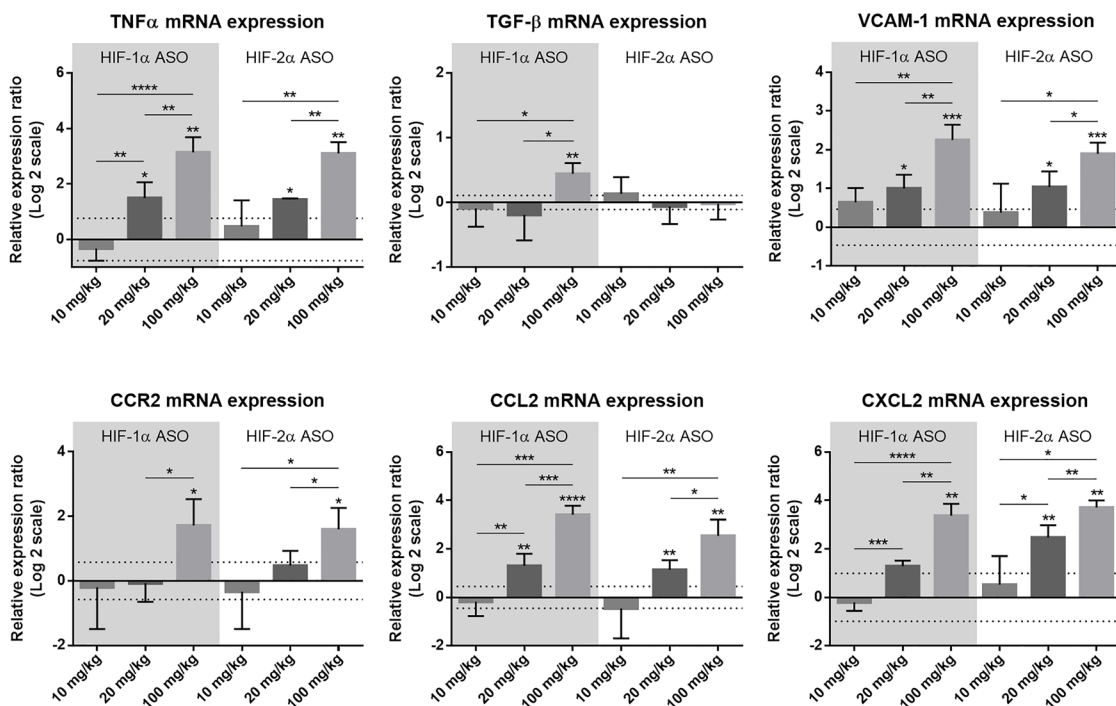 TNFα mRNA expression
Relative expression ratio
(Log 2 scale)
HIF-1α ASO
HIF-2α ASO
6
4
2
0
****
**
**
**
*
**
**
**
*
**
10 mg/kg
20 mg/kg
100 mg/kg
10 mg/kg
20 mg/kg
100 mg/kg
TGF-β mRNA expression
Relative expression ratio
(Log 2 scale)
HIF-1α ASO
HIF-2α ASO
2
1
0
-1
*
*
**
10 mg/kg
20 mg/kg
100 mg/kg
10 mg/kg
20 mg/kg
100 mg/kg
VCAM-1 mRNA expression
Relative expression ratio
(Log 2 scale)
HIF-1α ASO
HIF-2α ASO
4
3
2
1
0
-1
**
**
*
***
*
*
*
***
10 mg/kg
20 mg/kg
100 mg/kg
10 mg/kg
20 mg/kg
100 mg/kg
CCR2 mRNA expression
Relative expression ratio
(Log 2 scale)
HIF-1α ASO
HIF-2α ASO
4
2
0
-2
*
*
*
*
*
10 mg/kg
20 mg/kg
100 mg/kg
10 mg/kg
20 mg/kg
100 mg/kg
CCL2 mRNA expression
Relative expression ratio
(Log 2 scale)
HIF-1α ASO
HIF-2α ASO
6
4
2
0
-2
***
***
**
**
****
**
*
**
**
10 mg/kg
20 mg/kg
100 mg/kg
10 mg/kg
20 mg/kg
100 mg/kg
CXCL2 mRNA expression
Relative expression ratio
(Log 2 scale)
HIF-1α ASO
HIF-2α ASO
6
4
2
0
-2
****
**
***
**
*
**
*
**
**
10 mg/kg
20 mg/kg
100 mg/kg
10 mg/kg
20 mg/kg
100 mg/kg